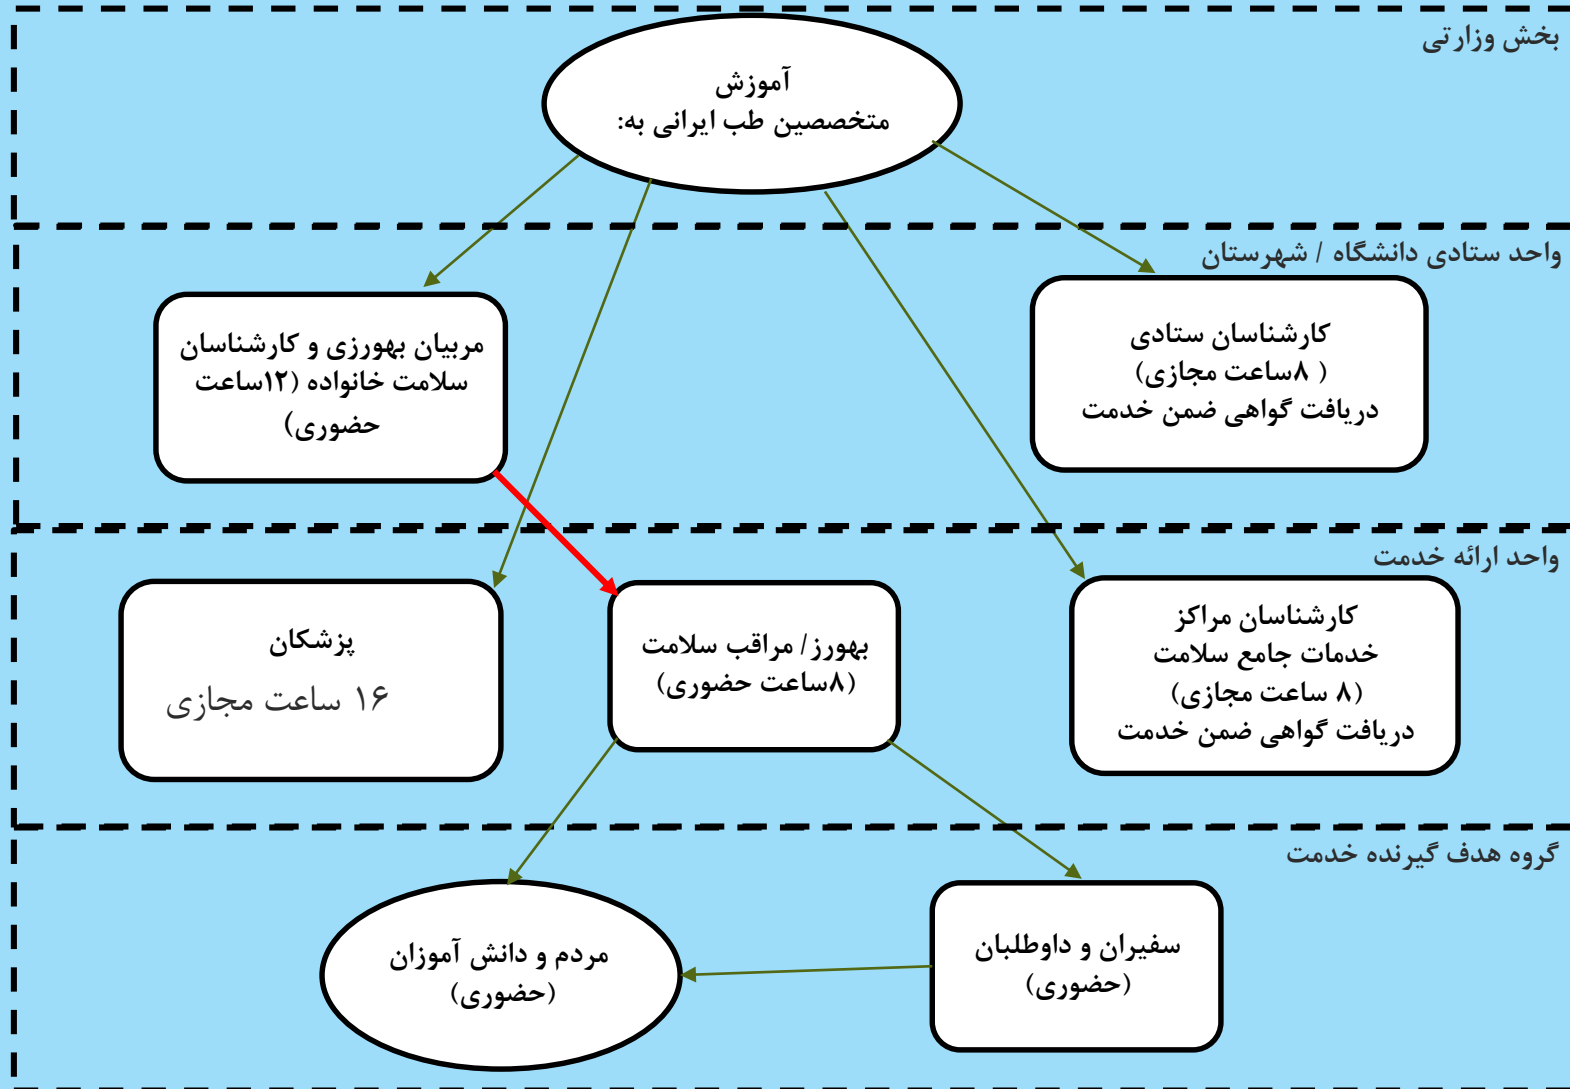 بخش وزارتی
آموزش
متخصصین طب ایرانی به:
واحد ستادی دانشگاه / شهرستان
کارشناسان ستادی
( ۸ساعت مجازی)
دریافت گواهی ضمن خدمت
مربیان بهورزی و کارشناسان
سلامت خانواده (۱۲ساعت
حضوری)
واحد ارائه خدمت
کارشناسان مراکز
خدمات جامع سلامت
(۸ ساعت مجازی)
دریافت گواهی ضمن خدمت
بهورز/ مراقب سلامت
(۸ساعت حضوری)
پزشکان
۱۶ ساعت مجازی
گروه هدف گیرنده خدمت
سفیران و داوطلبان
(حضوری)
مردم و دانش آموزان
(حضوری)